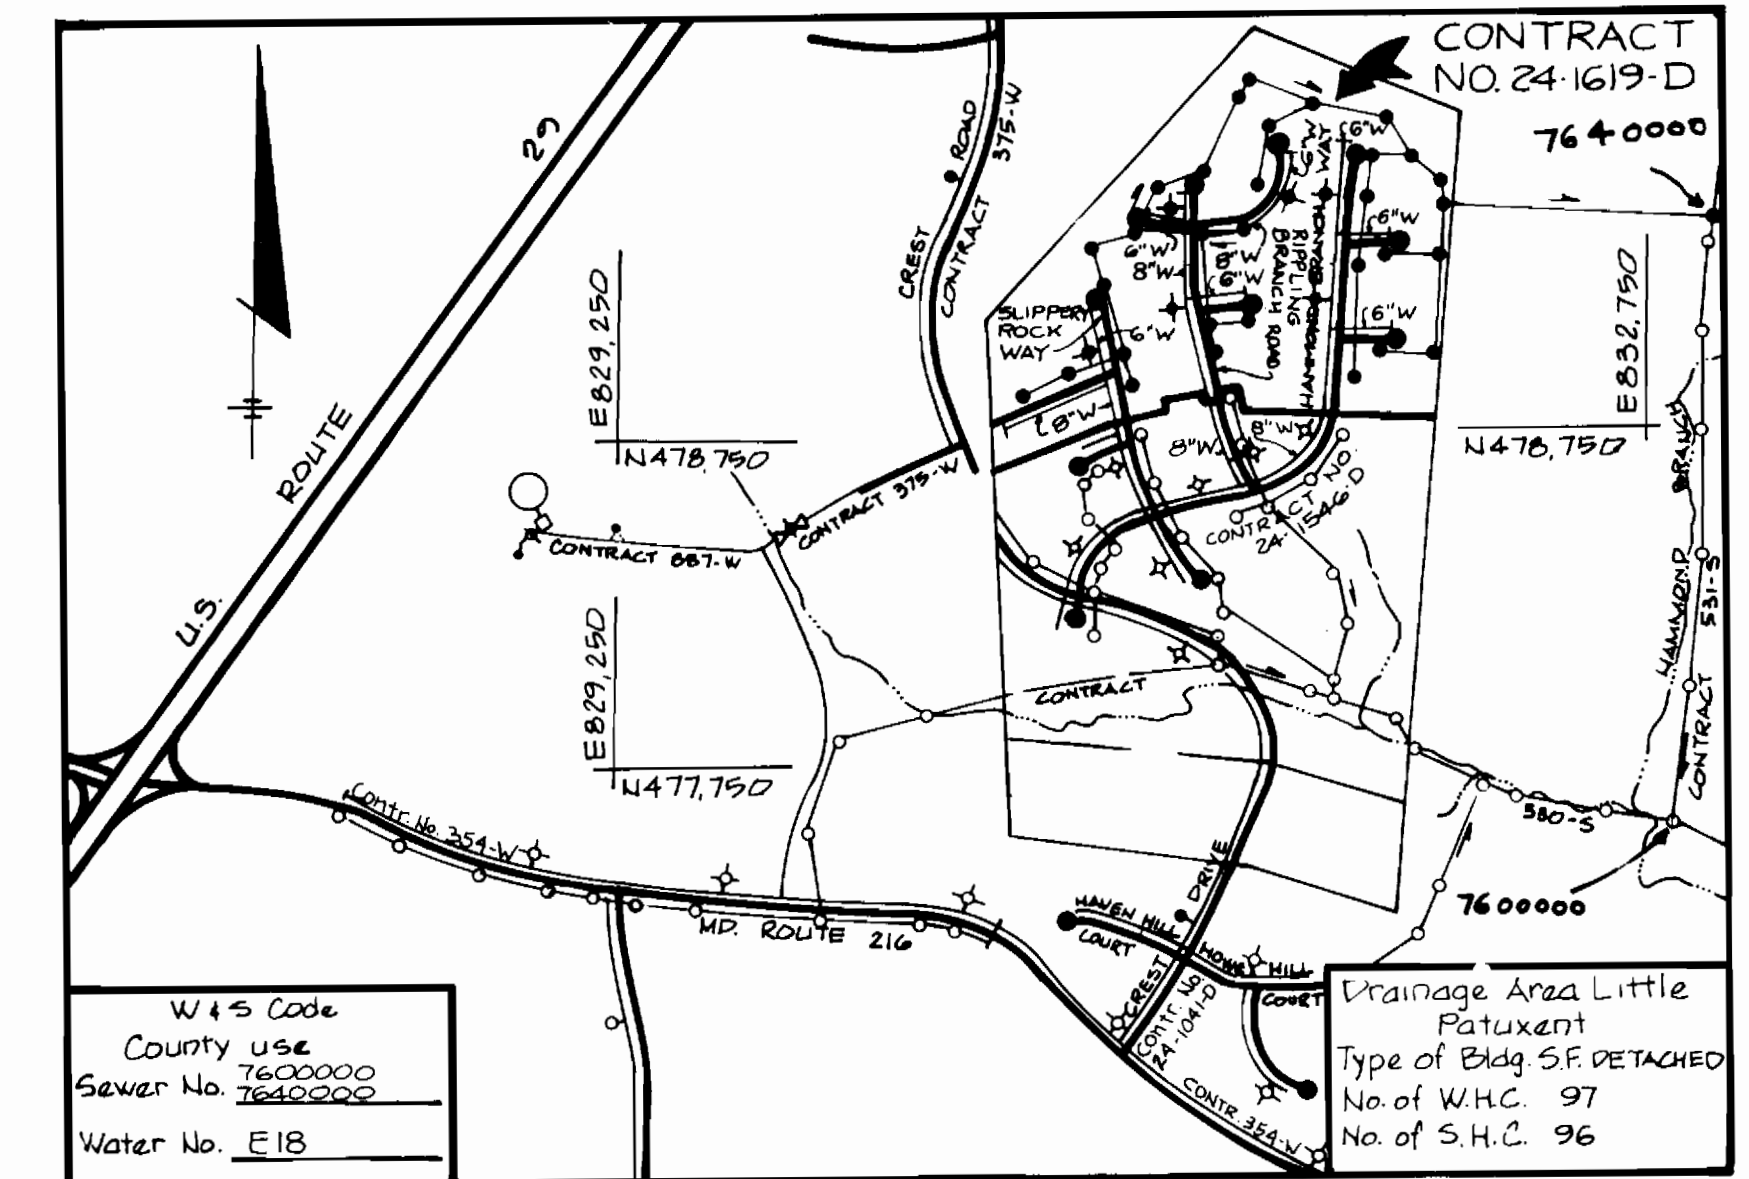 CONTRACT
NO. 24·1619-D
7640000
U.S. ROUTE 29
CREST ROAD
CONTRACT 375-W
E829,250
N478,750
E832,750
N478,750
E829,250
N477,750
CONTRACT 887-W
CONTRACT 375-W
SLIPPERY
ROCK
WAY
RIPPLING
BRANCH ROAD
WAY
6"W
6"W
6"W
6"W
6"W
8"W
8"W
6"W
6"W
8"W
8"W
8"W
CONTRACT NO.
24-1546-D
HAMMOND BRANCH
CONTRACT 531-S
CONTRACT
530-S
7600000
Contr. No. 354-W
MD. ROUTE 216
CREST DRIVE
HAVEN HILL
COURT
HOWE HILL
COURT
Contr. No.
24-1041-D
CONTR. 354-W
W & S Code
County use
Sewer No. 7600000
7640000
Water No. E18
Drainage Area Little
Patuxent
Type of Bldg. S.F. DETACHED
No. of W.H.C. 97
No. of S.H.C. 96